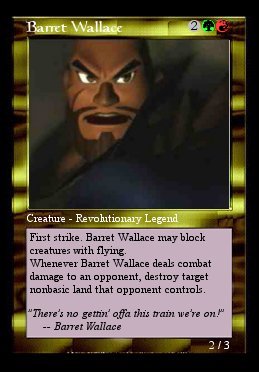 Barret Wallace 2
Creature - Revolutionary Legend
First strike. Barret Wallace may block
creatures with flying.
Whenever Barret Wallace deals combat
damage to an opponent, destroy target
nonbasic land that opponent controls.
"There's no gettin' offa this train we're on!"
-- Barret Wallace
2 / 3